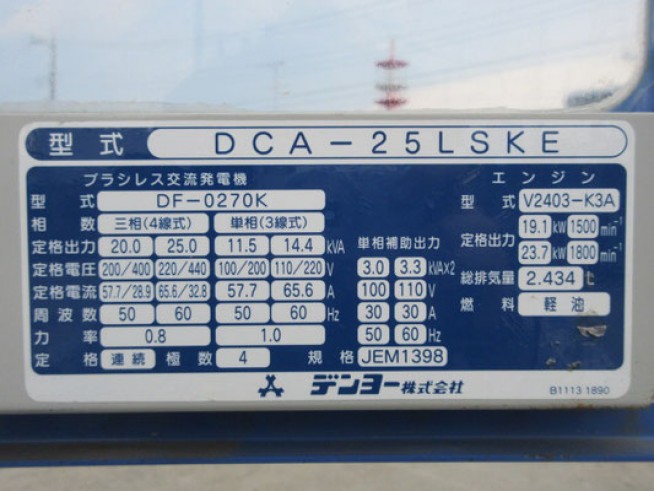 型式 DCA-25LSKE
ブラシレス交流発電機
型式 DF-0270K
相数 三相(4線式) 単相(3線式)
定格出力 20.0 25.0 11.5 14.4 kVA
定格電圧 200/400 220/440 100/200 110/220 V
定格電流 57.7/28.9 65.6/32.8 57.7 65.6 A
周波数 50 60 50 60 Hz
力率 0.8 1.0
定格 連続 極数 4 規格 JEM1398
単相補助出力
3.0 3.3 kVA×2
100 110 V
30 30 A
50 60 Hz
エンジン
型式 V2403-K3A
定格出力 19.1 kW 1500 min⁻¹
23.7 kW 1800 min⁻¹
総排気量 2.434 ℓ
燃料 軽油
デンヨー株式会社
B1113 1890